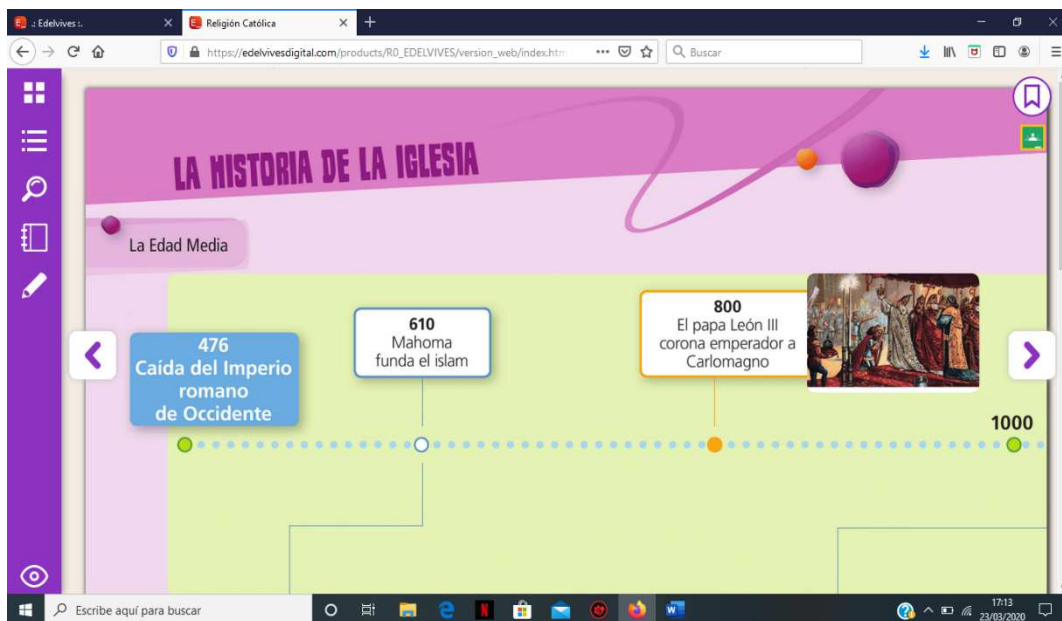 .: Edelvives :.
Religión Católica
https://edelvivesdigital.com/products/R0_EDELVIVES/version_web/index.htm
Buscar
LA HISTORIA DE LA IGLESIA
La Edad Media
476
Caída del Imperio
romano
de Occidente
610
Mahoma
funda el islam
800
El papa León III
corona emperador a
Carlomagno
1000
Escribe aquí para buscar
17:13
23/03/2020